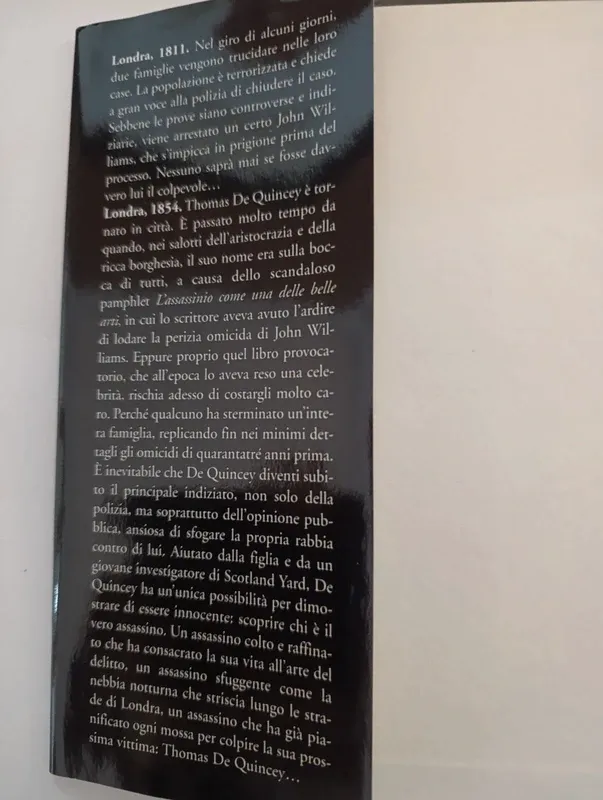 Londra, 1811. Nel giro di alcuni giorni,
due famiglie vengono trucidate nelle loro
case. La popolazione è terrorizzata e chiede
a gran voce alla polizia di chiudere il caso.
Sebbene le prove siano controverse e indi-
ziarie, viene arrestato un certo John Wil-
liams, che s'impicca in prigione prima del
processo. Nessuno saprà mai se fosse dav-
vero lui il colpevole...
Londra, 1854. Thomas De Quincey è tor-
nato in città. È passato molto tempo da
quando, nei salotti dell'aristocrazia e della
ricca borghesia, il suo nome era sulla boc-
ca di tutti, a causa dello scandaloso
pamphlet L'assassinio come una delle belle
arti, in cui lo scrittore aveva avuto l'ardire
di lodare la perizia omicida di John Wil-
liams. Eppure proprio quel libro provoca-
torio, che all'epoca lo aveva reso una cele-
brità, rischia adesso di costargli molto ca-
ro. Perché qualcuno ha sterminato un'inte-
ra famiglia, replicando fin nei minimi det-
tagli gli omicidi di quarantatré anni prima.
È inevitabile che De Quincey diventi subi-
to il principale indiziato, non solo della
polizia, ma soprattutto dell'opinione pub-
blica, ansiosa di sfogare la propria rabbia
contro di lui. Aiutato dalla figlia e da un
giovane investigatore di Scotland Yard, De
Quincey ha un'unica possibilità per dimo-
strare di essere innocente: scoprire chi è il
vero assassino. Un assassino colto e raffina-
to che ha consacrato la sua vita all'arte del
delitto, un assassino sfuggente come la
nebbia notturna che striscia lungo le stra-
de di Londra, un assassino che ha già pia-
nificato ogni mossa per colpire la sua pros-
sima vittima: Thomas De Quincey...